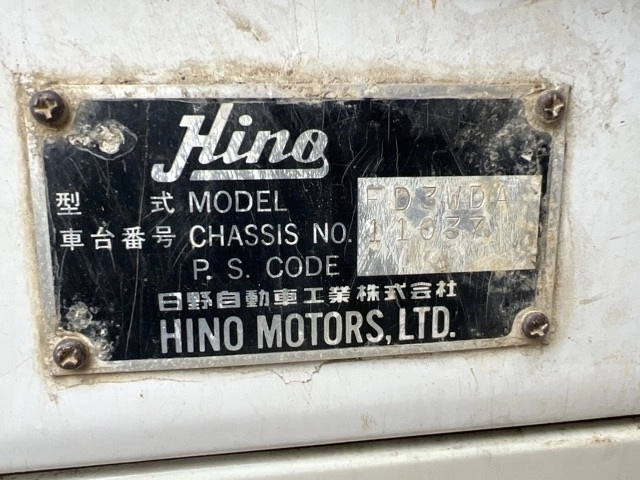 Hino
型 式 MODEL FD3WDA
車台番号 CHASSIS NO. 11037
P. S. CODE
日野自動車工業株式会社
HINO MOTORS, LTD.